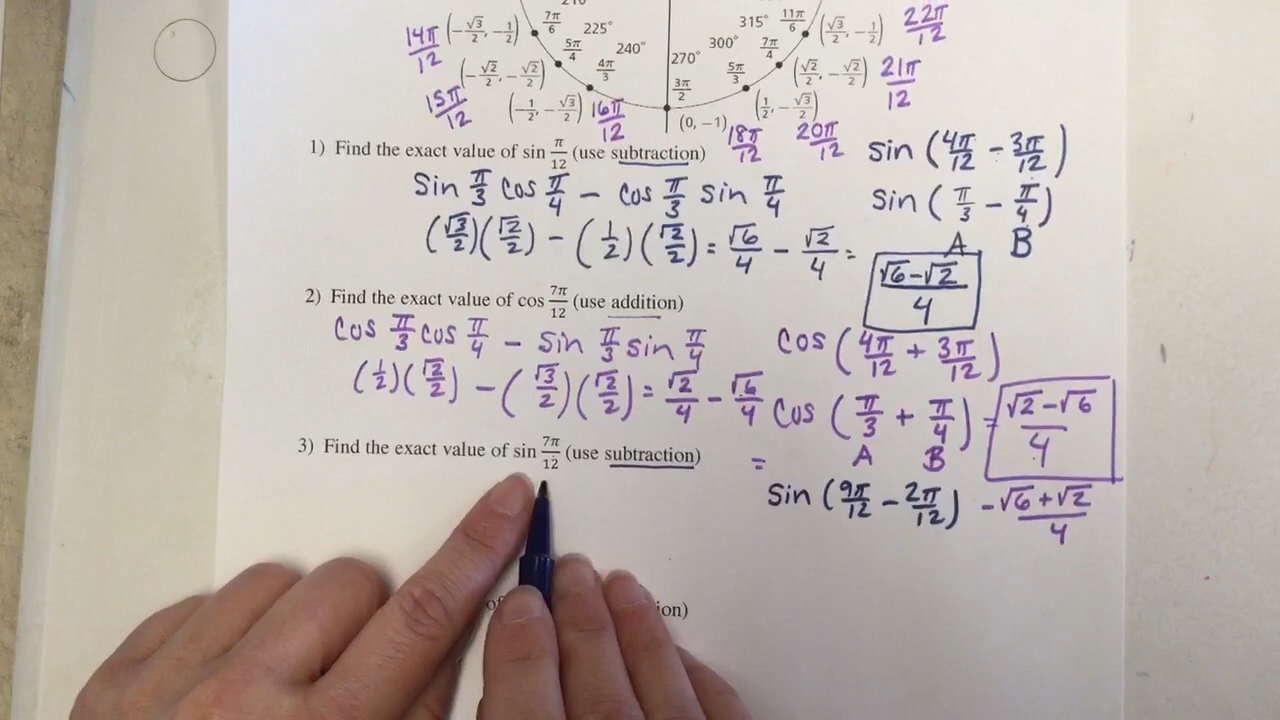 7π/6 225° 315° 11π/6
14π/12 (-√3/2, -1/2) (√3/2, -1/2) 22π/12
5π/4 240° 270° 300° 7π/4
(-√2/2, -√2/2) 4π/3 3π/2 5π/3 (√2/2, -√2/2) 21π/12
15π/12 (-1/2, -√3/2) 16π/12 (0, -1) (1/2, -√3/2)
18π/12 20π/12
1) Find the exact value of sin π/12 (use subtraction)
sin (4π/12 - 3π/12)
sin π/3 cos π/4 - cos π/3 sin π/4
sin (π/3 - π/4)
A B
(√3/2)(√2/2) - (1/2)(√2/2) = √6/4 - √2/4 =
√6-√2/4
2) Find the exact value of cos 7π/12 (use addition)
cos π/3 cos π/4 - sin π/3 sin π/4
cos (4π/12 + 3π/12)
(1/2)(√2/2) - (√3/2)(√2/2) = √2/4 - √6/4
cos (π/3 + π/4) = √2-√6/4
A B
3) Find the exact value of sin 7π/12 (use subtraction)
=
sin (9π/12 - 2π/12)
-√6+√2/4
of
ion)